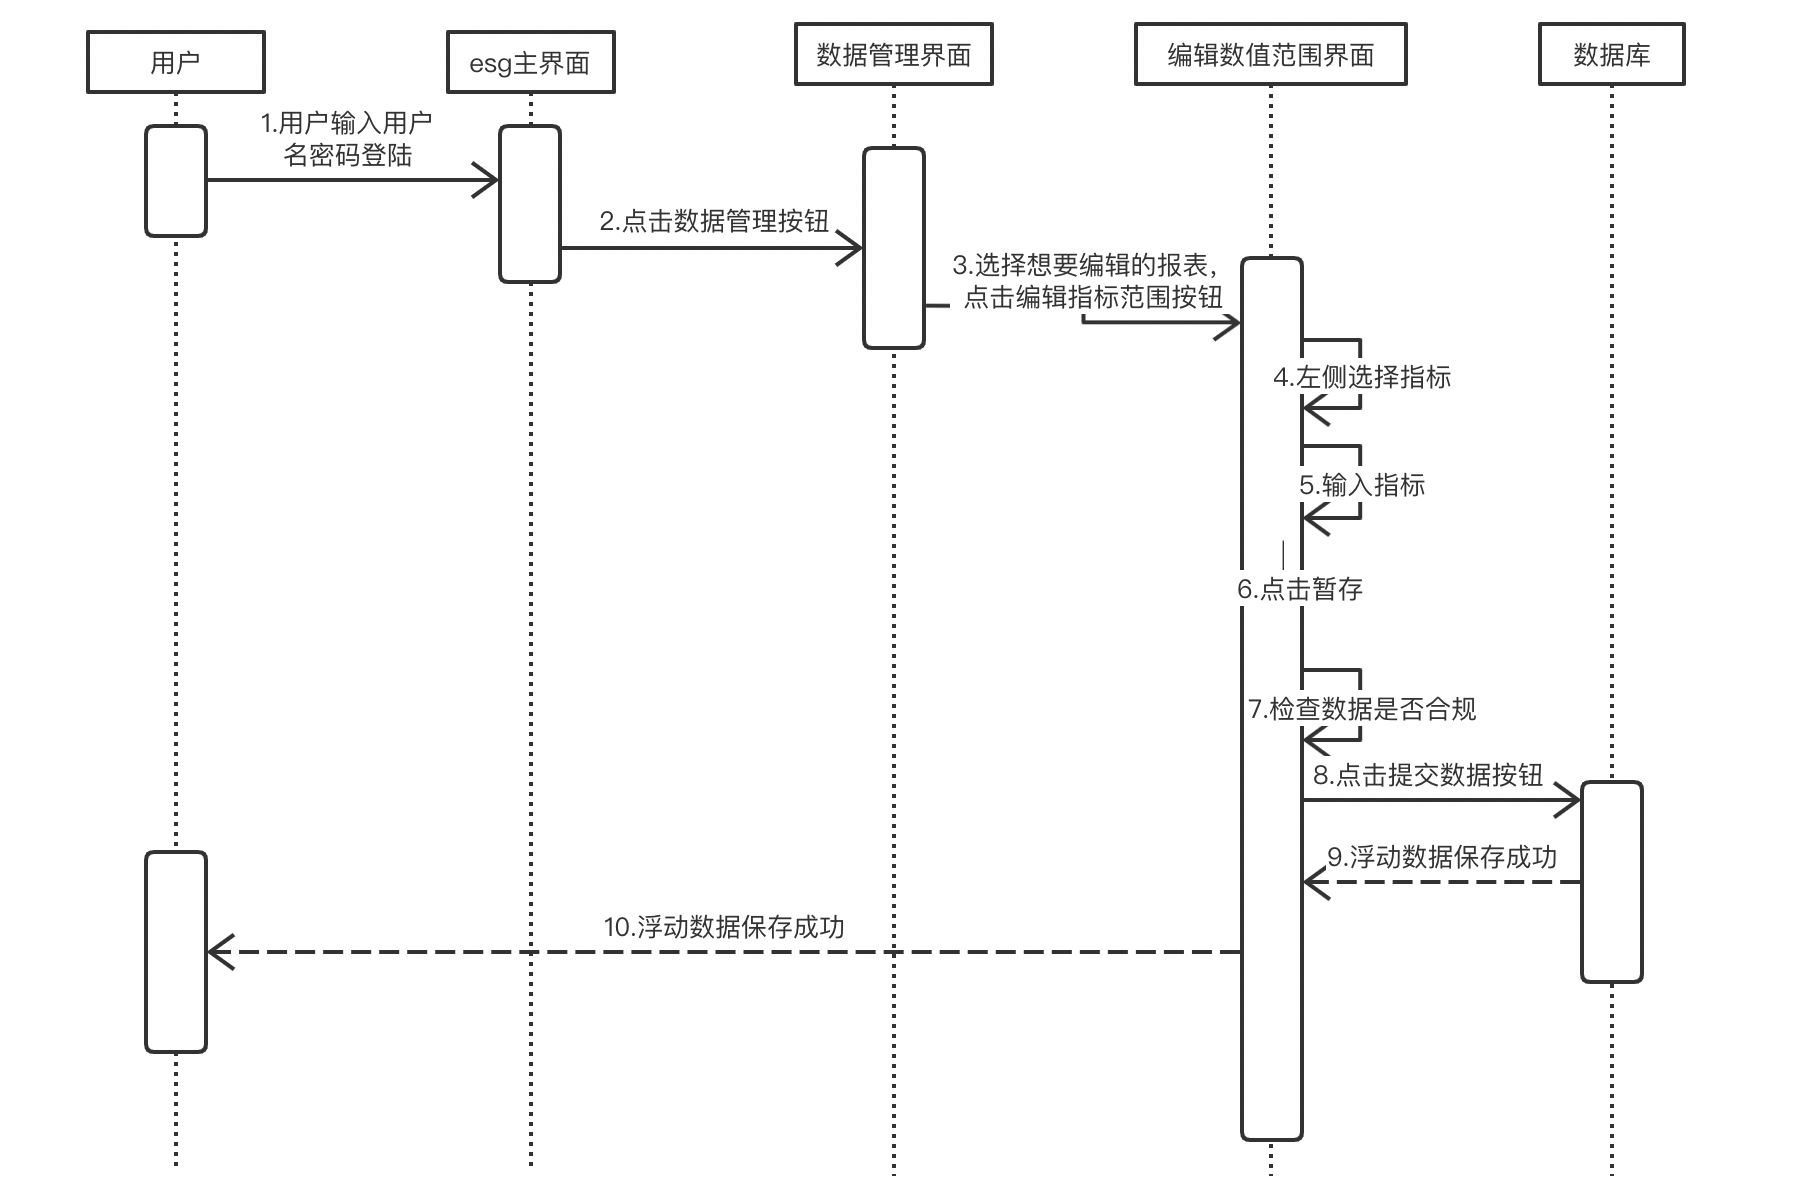 用户
esg主界面
数据管理界面
编辑数值范围界面
数据库
1.用户输入用户
名密码登陆
2.点击数据管理按钮
3.选择想要编辑的报表，
点击编辑指标范围按钮
4.左侧选择指标
5.输入指标
6.点击暂存
7.检查数据是否合规
8.点击提交数据按钮
9.浮动数据保存成功
10.浮动数据保存成功